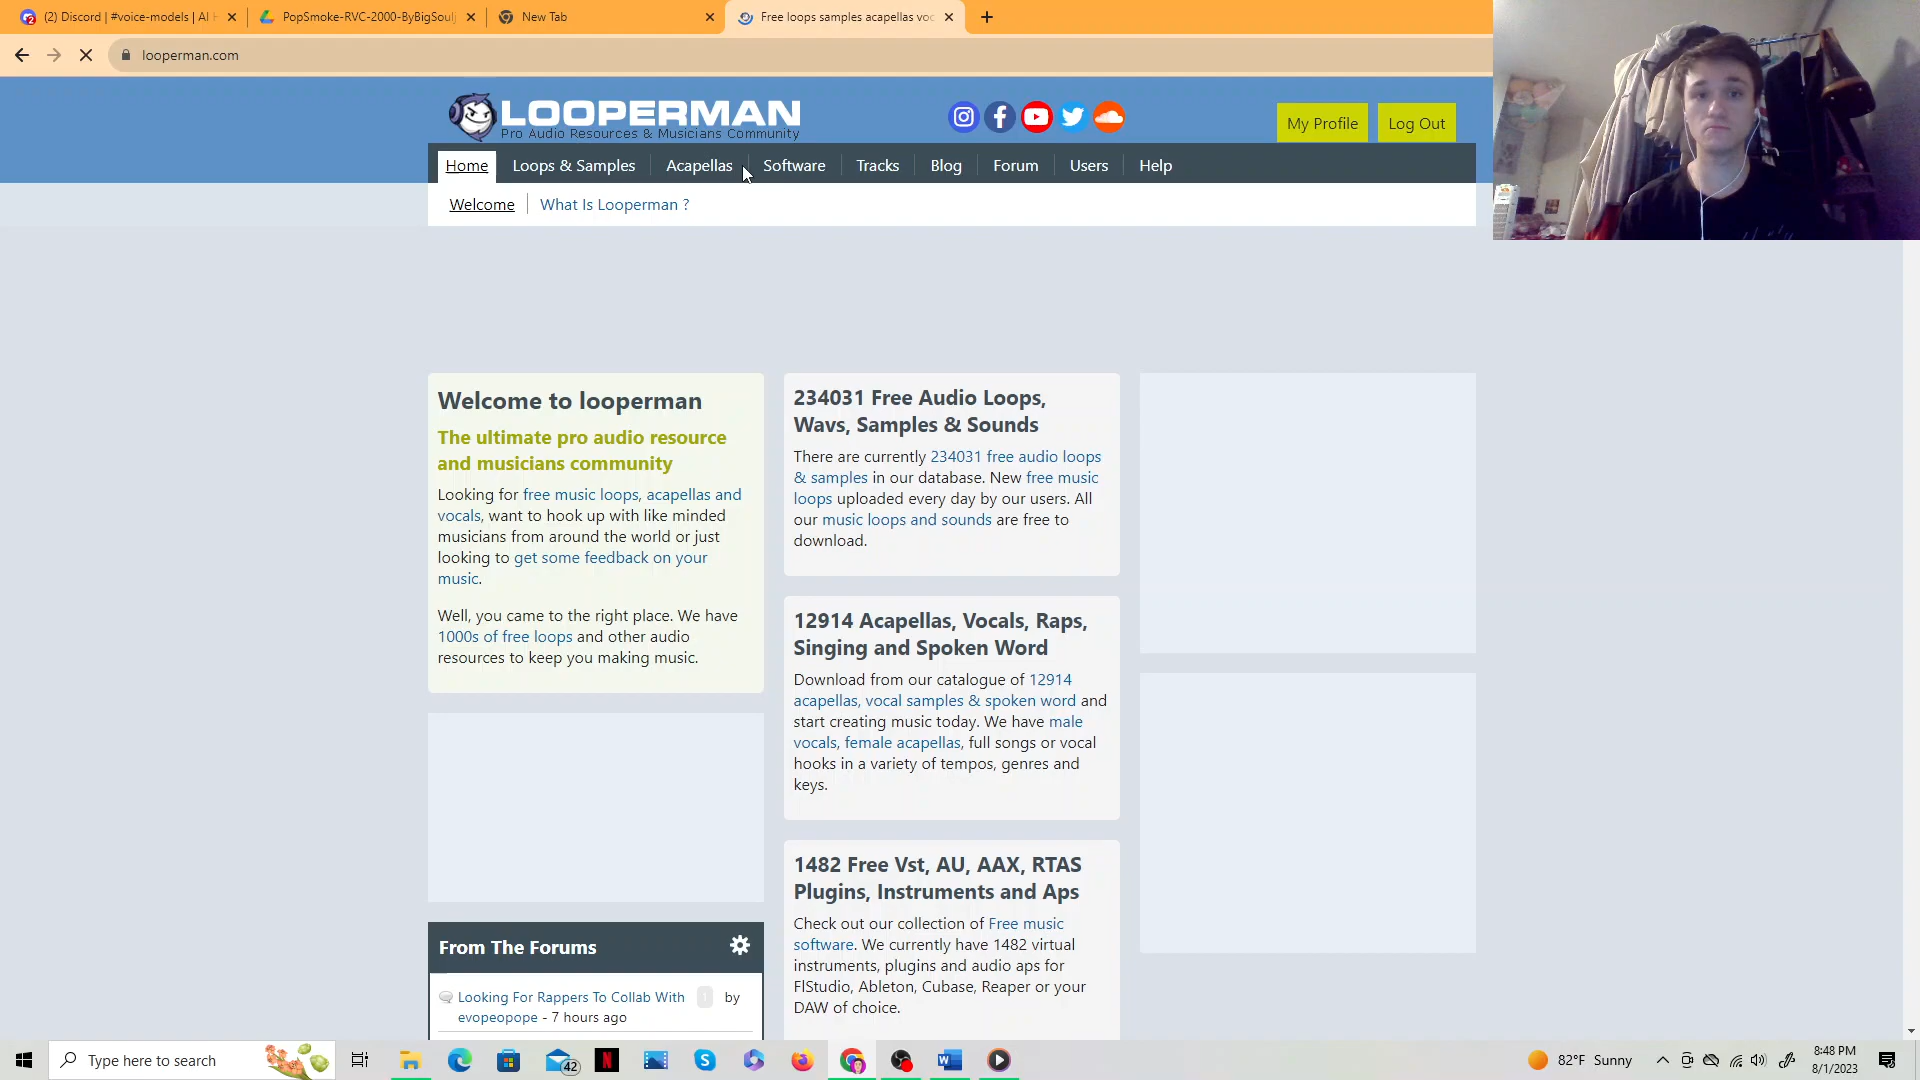 (2) Discord | #voice-models | AI H
PopSmoke-RVC-2000-ByBigSoulj
New Tab
Free loops samples acapellas voc
looperman.com
LOOPERMAN
Pro Audio Resources & Musicians Community
My Profile
Log Out
Home
Loops & Samples
Acapellas
Software
Tracks
Blog
Forum
Users
Help
Welcome
What Is Looperman ?
Welcome to looperman
The ultimate pro audio resource
and musicians community
Looking for free music loops, acapellas and
vocals, want to hook up with like minded
musicians from around the world or just
looking to get some feedback on your
music.
Well, you came to the right place. We have
1000s of free loops and other audio
resources to keep you making music.
From The Forums
Looking For Rappers To Collab With by
evopeopope - 7 hours ago
234031 Free Audio Loops,
Wavs, Samples & Sounds
There are currently 234031 free audio loops
& samples in our database. New free music
loops uploaded every day by our users. All
our music loops and sounds are free to
download.
12914 Acapellas, Vocals, Raps,
Singing and Spoken Word
Download from our catalogue of 12914
acapellas, vocal samples & spoken word and
start creating music today. We have male
vocals, female acapellas, full songs or vocal
hooks in a variety of tempos, genres and
keys.
1482 Free Vst, AU, AAX, RTAS
Plugins, Instruments and Aps
Check out our collection of Free music
software. We currently have 1482 virtual
instruments, plugins and audio aps for
FlStudio, Ableton, Cubase, Reaper or your
DAW of choice.
Type here to search
42
82°F Sunny
8:48 PM
8/1/2023